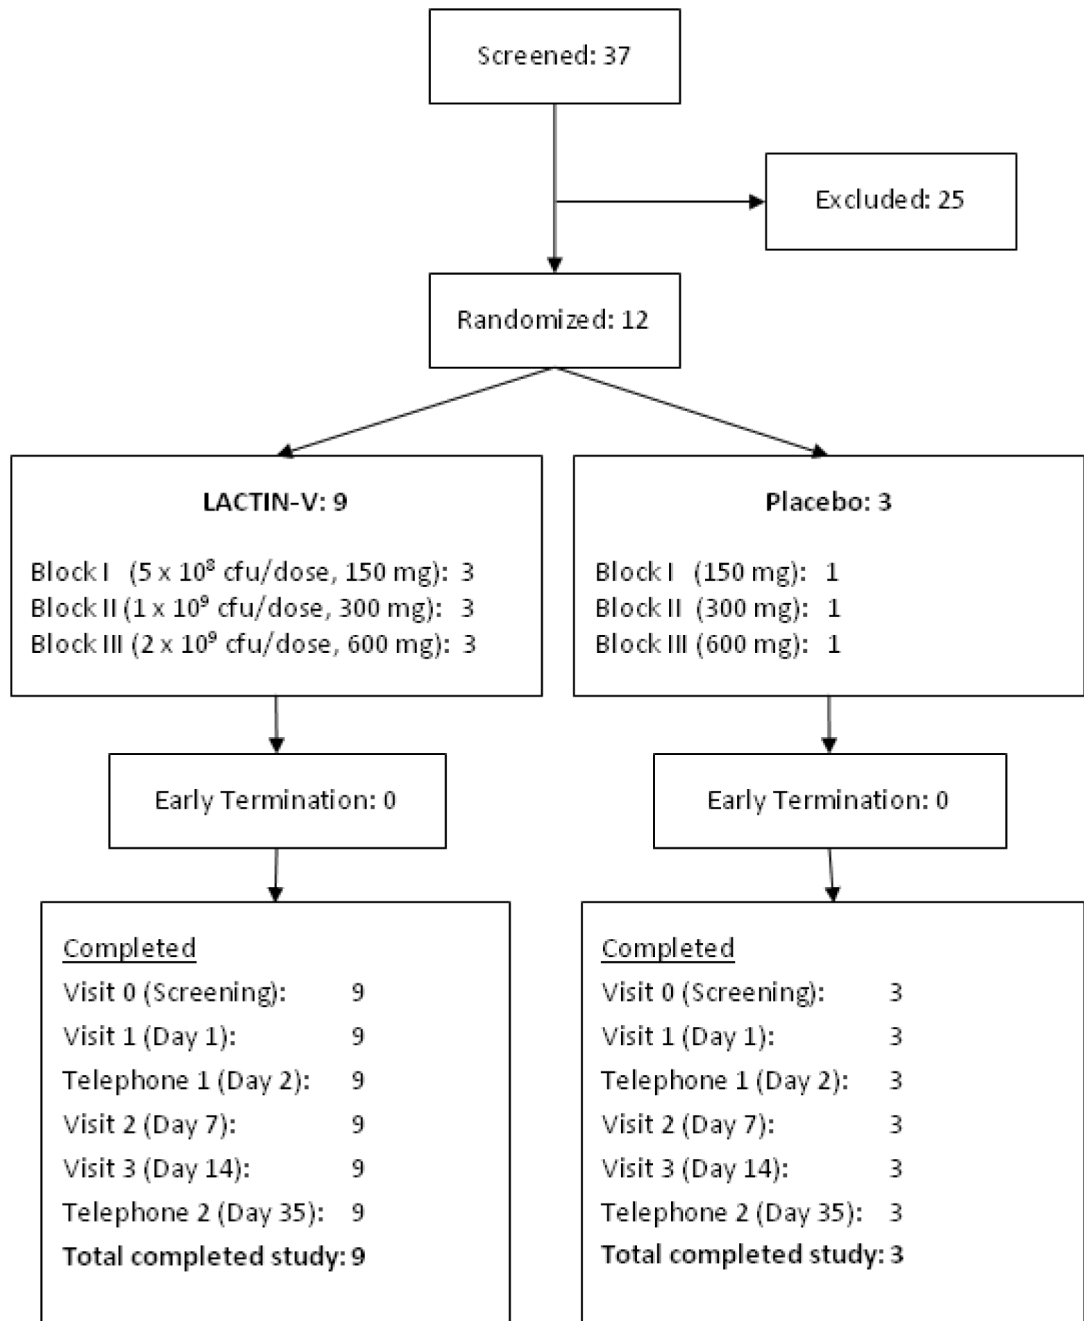 Screened: 37
Excluded: 25
Randomized: 12
LACTIN-V: 9
Block I (5 x 10⁸ cfu/dose, 150 mg): 3
Block II (1 x 10⁹ cfu/dose, 300 mg): 3
Block III (2 x 10⁹ cfu/dose, 600 mg): 3
Placebo: 3
Block I (150 mg): 1
Block II (300 mg): 1
Block III (600 mg): 1
Early Termination: 0
Early Termination: 0
Completed
Visit 0 (Screening): 9
Visit 1 (Day 1): 9
Telephone 1 (Day 2): 9
Visit 2 (Day 7): 9
Visit 3 (Day 14): 9
Telephone 2 (Day 35): 9
Total completed study: 9
Completed
Visit 0 (Screening): 3
Visit 1 (Day 1): 3
Telephone 1 (Day 2): 3
Visit 2 (Day 7): 3
Visit 3 (Day 14): 3
Telephone 2 (Day 35): 3
Total completed study: 3